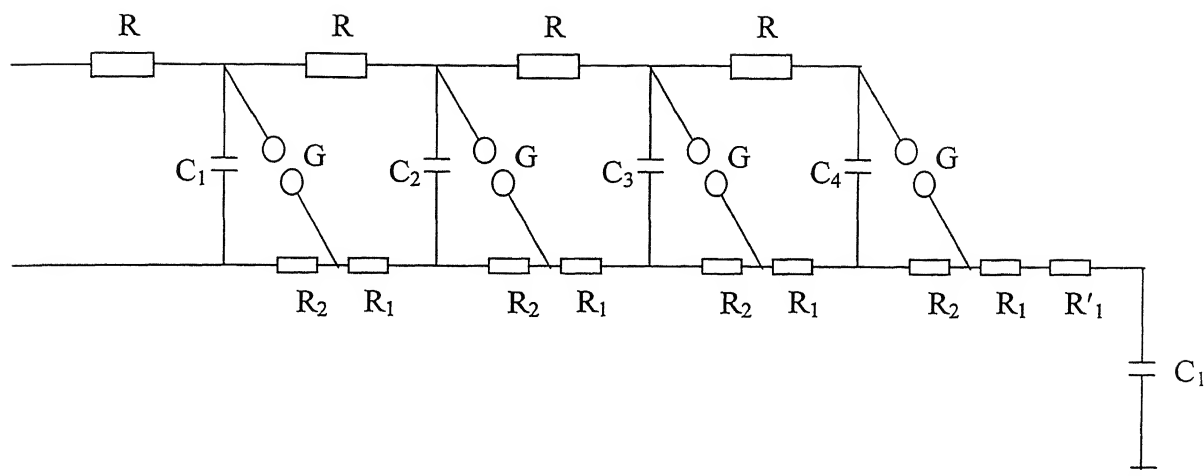 R R R R
C₁ G C₂ G C₃ G C₄ G
R₂ R₁ R₂ R₁ R₂ R₁ R₂ R₁ R'₁
C₁